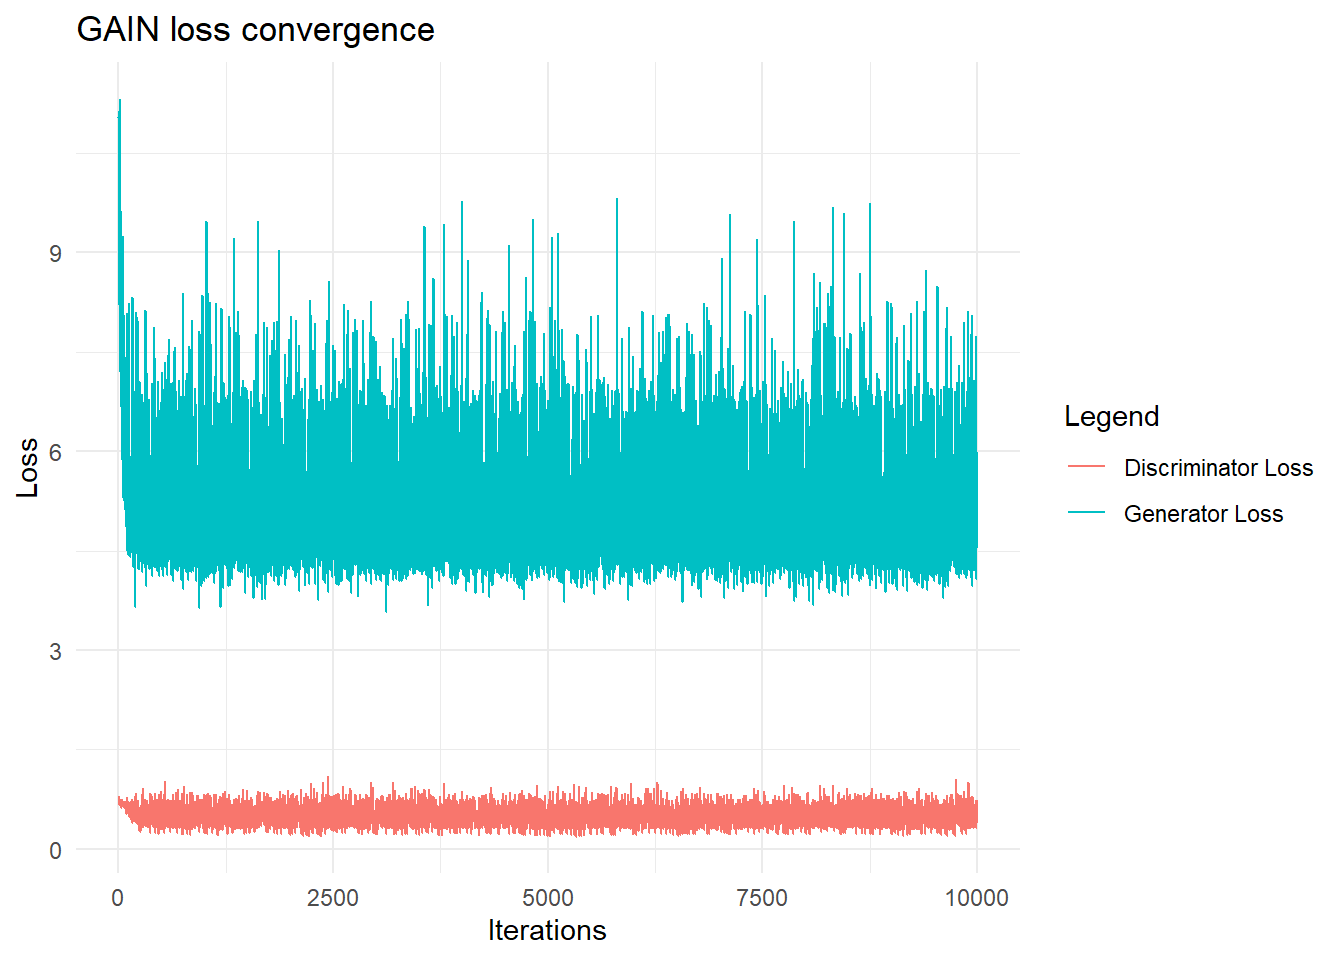 GAIN loss convergence
9
6
3
0
Loss
0 2500 5000 7500 10000
Iterations
Legend
Discriminator Loss
Generator Loss